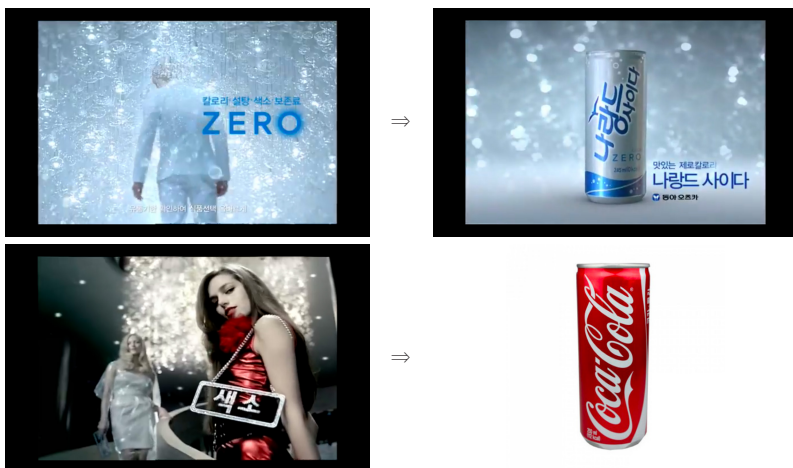 칼로리 설탕 색소 보존료
ZERO
⇒
나랑드
사이다
ZERO
맛있는 제로칼로리
나랑드 사이다
동아오츠카
색소
⇒
Coca-Cola